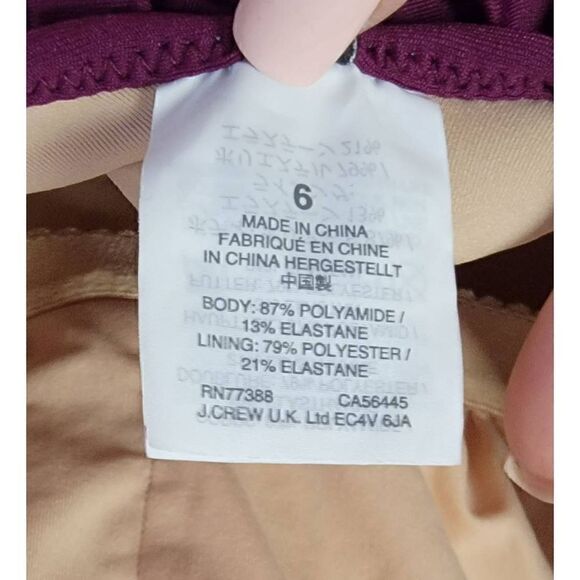 6
MADE IN CHINA
FABRIQUÉ EN CHINE
IN CHINA HERGESTELLT
中国製
BODY: 87% POLYAMIDE /
13% ELASTANE
LINING: 79% POLYESTER /
21% ELASTANE
RN77388 CA56445
J.CREW U.K. Ltd EC4V 6JA